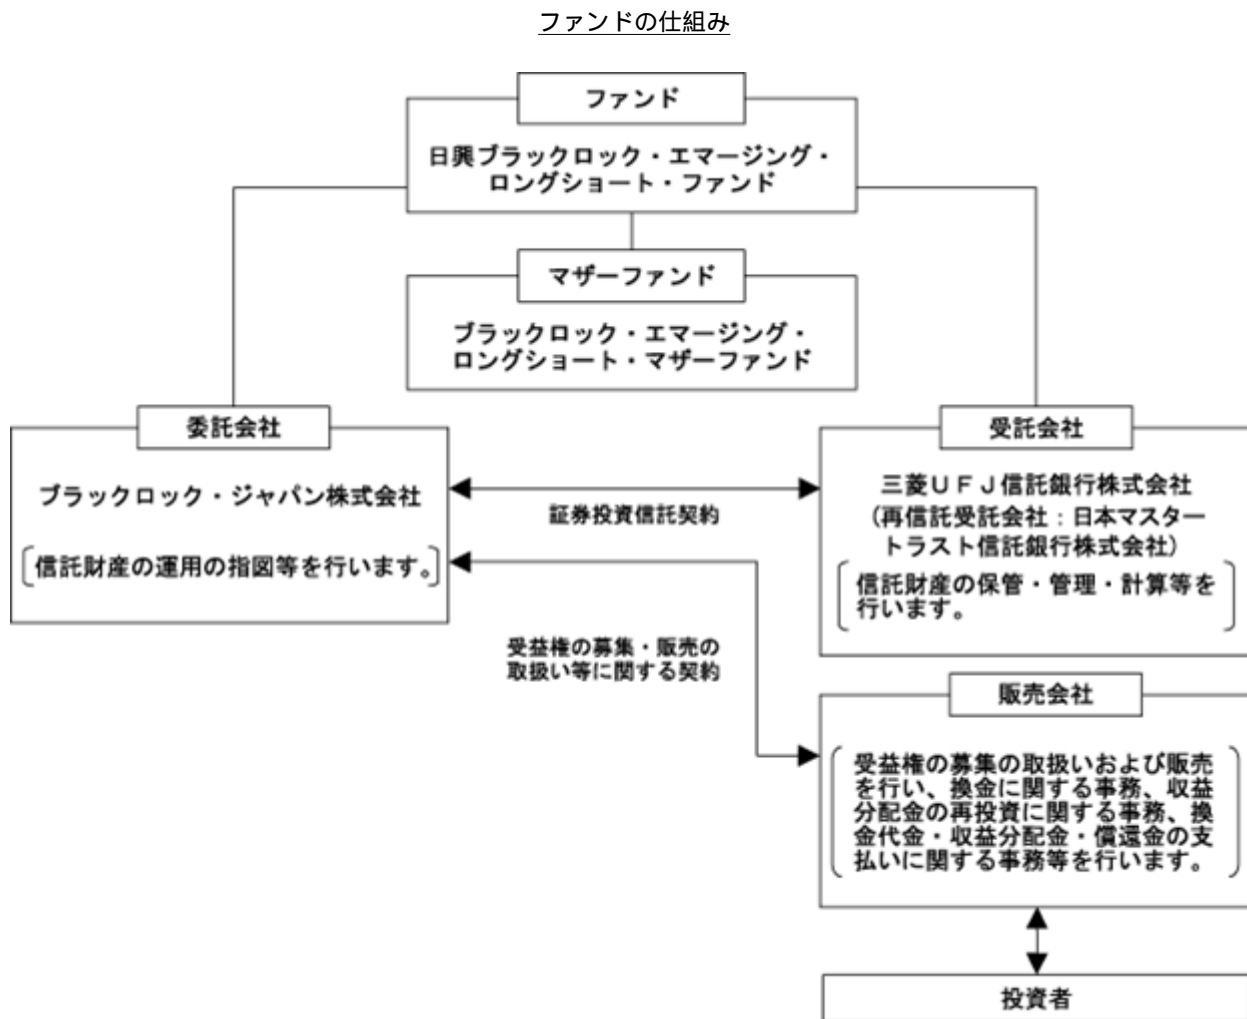 ファンドの仕組み
ファンド
日興ブラックロック・エマージング・
ロングショート・ファンド
マザーファンド
ブラックロック・エマージング・
ロングショート・マザーファンド
委託会社
ブラックロック・ジャパン株式会社
信託財産の運用の指図等を行います。
証券投資信託契約
受託会社
三菱ＵＦＪ信託銀行株式会社
(再信託受託会社：日本マスター
トラスト信託銀行株式会社)
信託財産の保管・管理・計算等を
行います。
受益権の募集・販売の
取扱い等に関する契約
販売会社
受益権の募集の取扱いおよび販売
を行い、換金に関する事務、収益
分配金の再投資に関する事務、換
金代金・収益分配金・償還金の支
払いに関する事務等を行います。
投資者